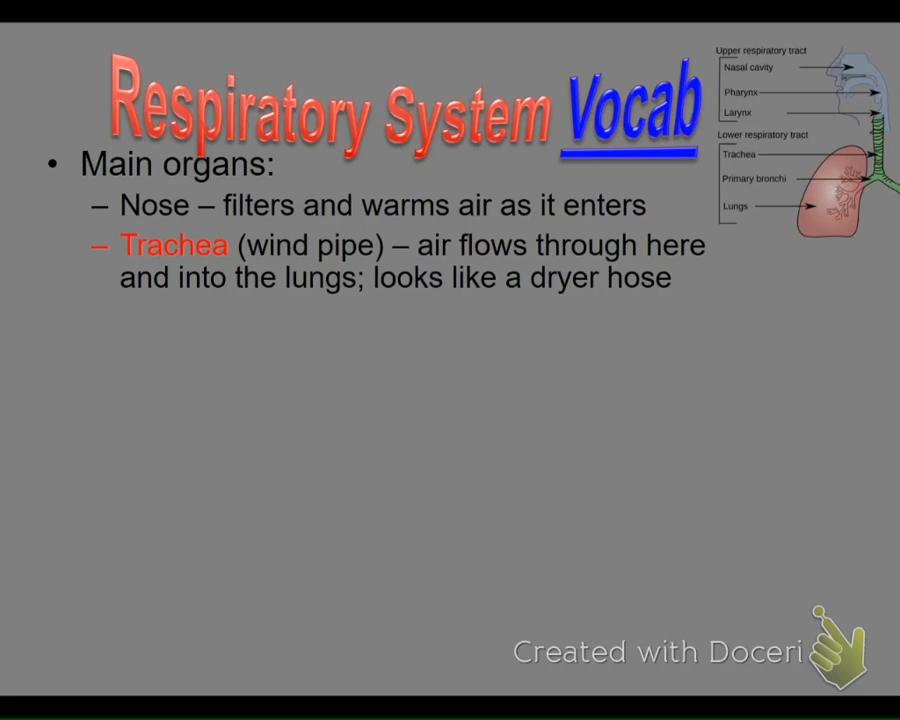 Respiratory System Vocab
• Main organs:
– Nose – filters and warms air as it enters
– Trachea (wind pipe) – air flows through here
and into the lungs; looks like a dryer hose
Upper respiratory tract
Nasal cavity
Pharynx
Larynx
Lower respiratory tract
Trachea
Primary bronchi
Lungs
Created with Doceri